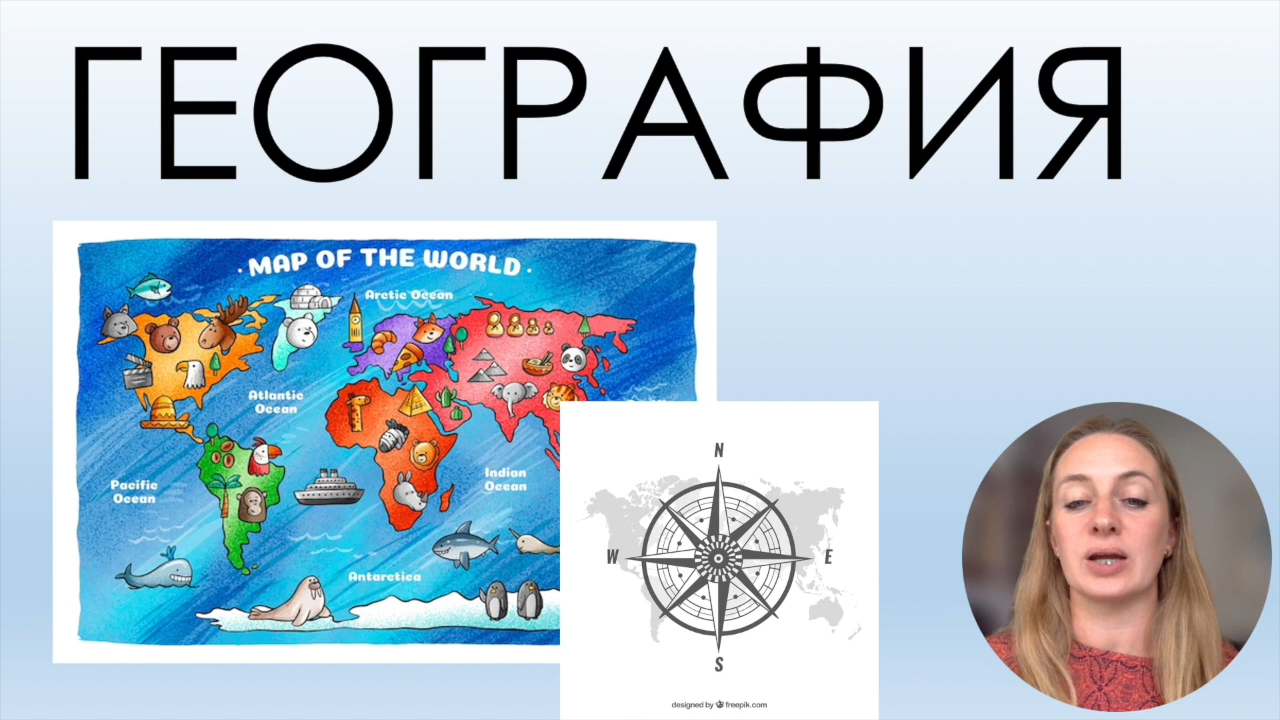 ГЕОГРАФИЯ
• MAP OF THE WORLD •
Arctic Ocean
Atlantic
Ocean
Pacific
Ocean
Indian
Ocean
Antarctica
N
W
E
S
designed by freepik.com